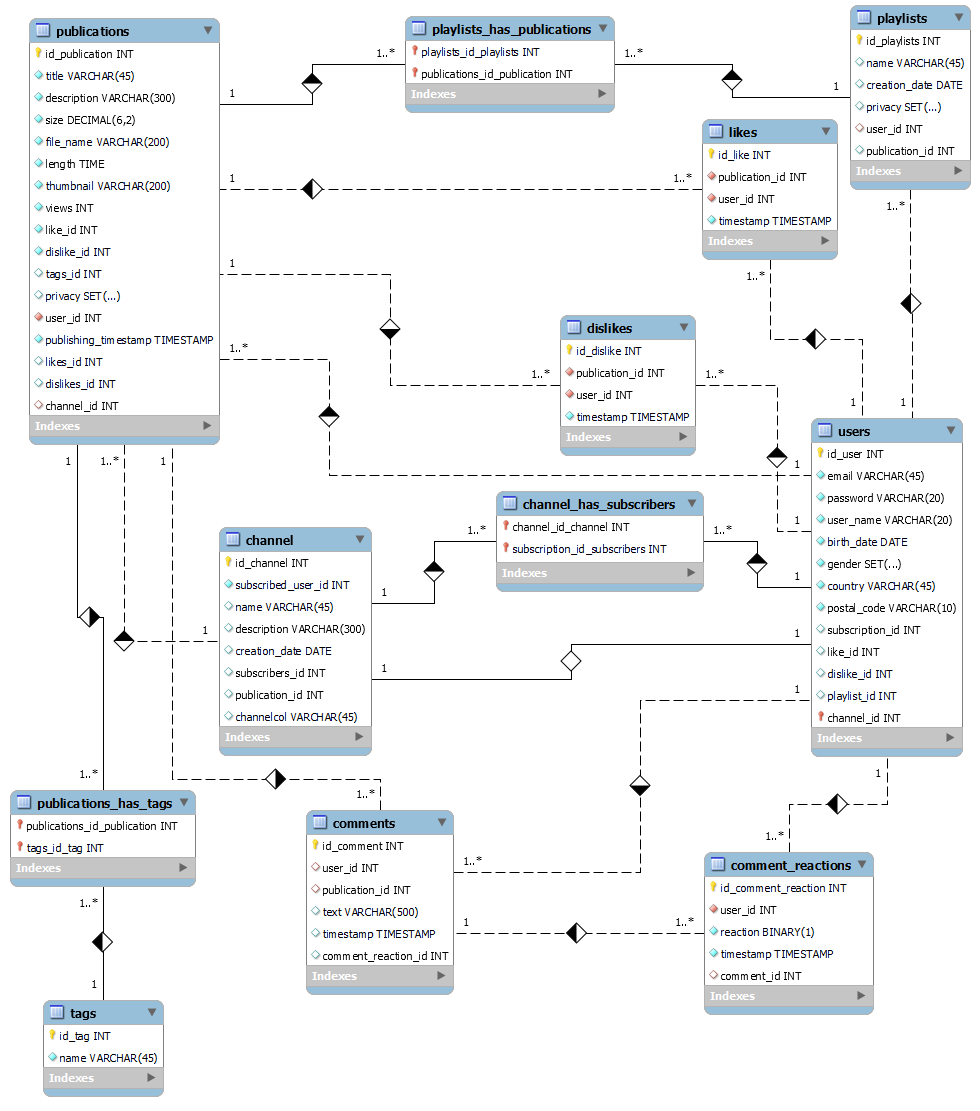 publications
id_publication INT
title VARCHAR(45)
description VARCHAR(300)
size DECIMAL(6,2)
file_name VARCHAR(200)
length TIME
thumbnail VARCHAR(200)
views INT
like_id INT
dislike_id INT
tags_id INT
privacy SET(...)
user_id INT
publishing_timestamp TIMESTAMP
likes_id INT
dislikes_id INT
channel_id INT
Indexes
playlists_has_publications
playlists_id_playlists INT
publications_id_publication INT
Indexes
playlists
id_playlists INT
name VARCHAR(45)
creation_date DATE
privacy SET(...)
user_id INT
publication_id INT
Indexes
likes
id_like INT
publication_id INT
user_id INT
timestamp TIMESTAMP
Indexes
dislikes
id_dislike INT
publication_id INT
user_id INT
timestamp TIMESTAMP
Indexes
users
id_user INT
email VARCHAR(45)
password VARCHAR(20)
user_name VARCHAR(20)
birth_date DATE
gender SET(...)
country VARCHAR(45)
postal_code VARCHAR(10)
subscription_id INT
like_id INT
dislike_id INT
playlist_id INT
channel_id INT
Indexes
channel_has_subscribers
channel_id_channel INT
subscription_id_subscribers INT
Indexes
channel
id_channel INT
subscribed_user_id INT
name VARCHAR(45)
description VARCHAR(300)
creation_date DATE
subscribers_id INT
publication_id INT
channelcol VARCHAR(45)
Indexes
publications_has_tags
publications_id_publication INT
tags_id_tag INT
Indexes
comments
id_comment INT
user_id INT
publication_id INT
text VARCHAR(500)
timestamp TIMESTAMP
comment_reaction_id INT
Indexes
comment_reactions
id_comment_reaction INT
user_id INT
reaction BINARY(1)
timestamp TIMESTAMP
comment_id INT
Indexes
tags
id_tag INT
name VARCHAR(45)
Indexes
1
1..*
1..*
1
1
1..*
1..*
1
1..*
1
1
1..*
1..*
1
1..*
1
1
1..*
1
1..*
1
1..*
1..*
1
1
1
1
1..*
1
1..*
1
1..*
1
1..*
1..*
1